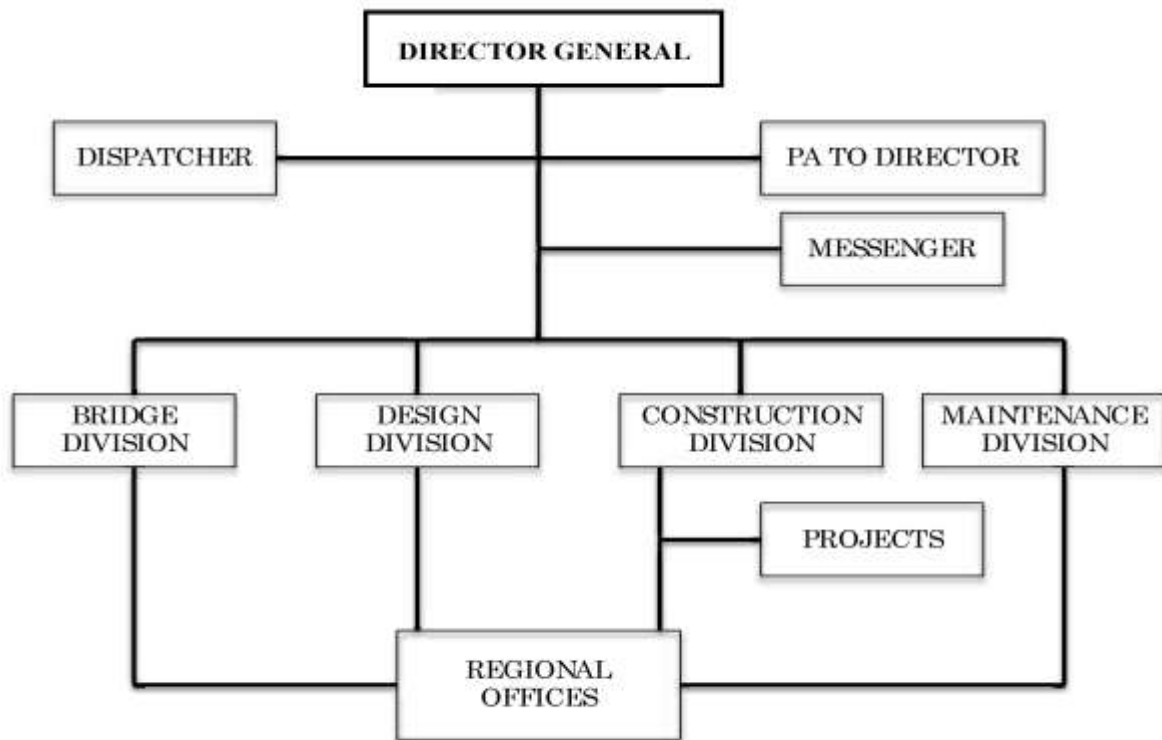 DIRECTOR GENERAL
DISPATCHER
PA TO DIRECTOR
MESSENGER
BRIDGE
DIVISION
DESIGN
DIVISION
CONSTRUCTION
DIVISION
MAINTENANCE
DIVISION
PROJECTS
REGIONAL
OFFICES